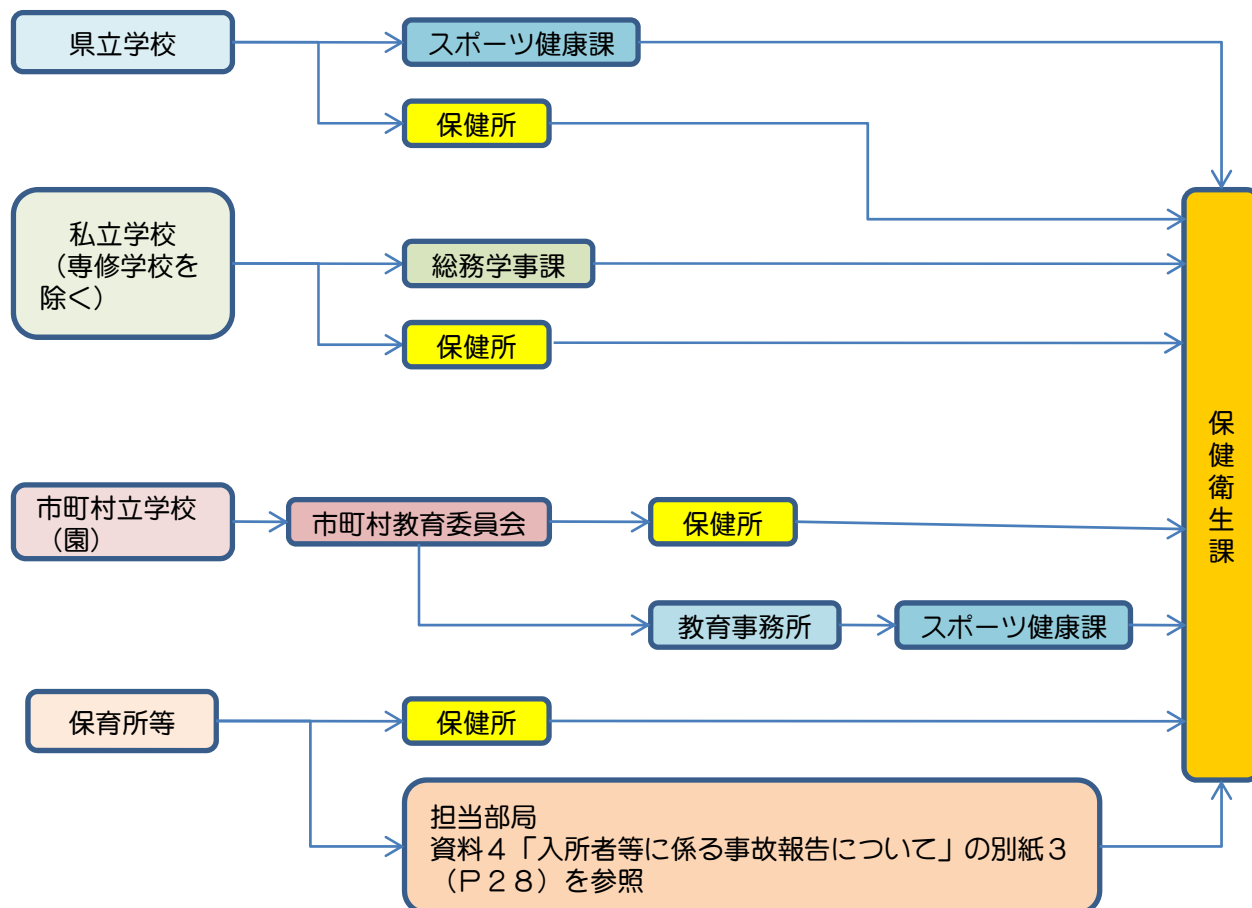 県立学校
スポーツ健康課
保健所
私立学校
（専修学校を
除く）
総務学事課
保健所
保健衛生課
市町村立学校
（園）
市町村教育委員会
保健所
教育事務所
スポーツ健康課
保育所等
保健所
担当部局
資料４「入所者等に係る事故報告について」の別紙３
（Ｐ２８）を参照